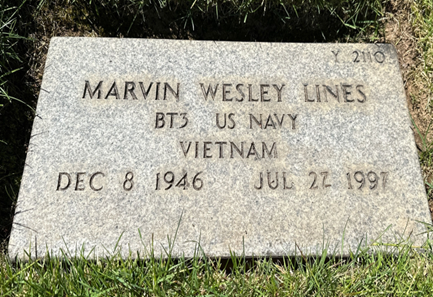 Y 2110
MARVIN WESLEY LINES
BT3 US NAVY
VIETNAM
DEC 8 1946 JUL 27 1997